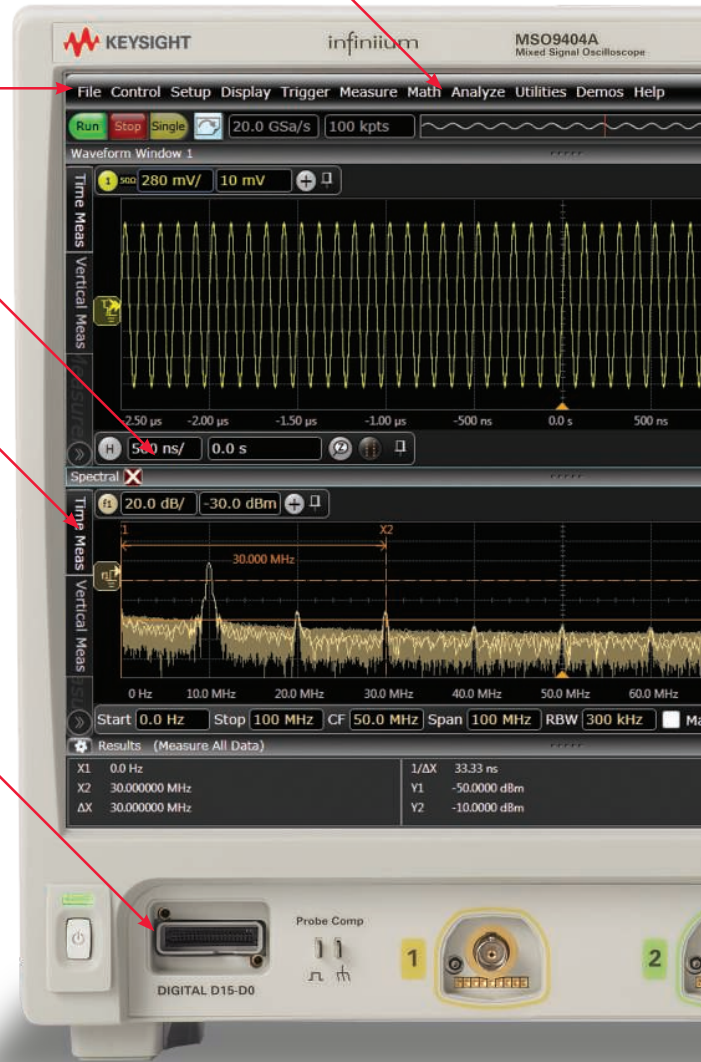 KEYSIGHT infiniium MSO9404A
Mixed Signal Oscilloscope
File Control Setup Display Trigger Measure Math Analyze Utilities Demos Help
Run Stop Single 20.0 GSa/s 100 kpts
Waveform Window 1
Time Meas
Vertical Meas
1 50Ω 280 mV/ 10 mV
-2.50 µs -2.00 µs -1.50 µs -1.00 µs -500 ns 0.0 s 500 ns
H 500 ns/ 0.0 s
Spectral
Time Meas
Vertical Meas
f1 20.0 dB/ -30.0 dBm
1 X2
30.000 MHz
0 Hz 10.0 MHz 20.0 MHz 30.0 MHz 40.0 MHz 50.0 MHz 60.0 MHz
Start 0.0 Hz Stop 100 MHz CF 50.0 MHz Span 100 MHz RBW 300 kHz
Results (Measure All Data)
X1 0.0 Hz 1/ΔX 33.33 ns
X2 30.000000 MHz Y1 -50.0000 dBm
ΔX 30.000000 MHz Y2 -10.0000 dBm
Probe Comp
DIGITAL D15-D0
1
2